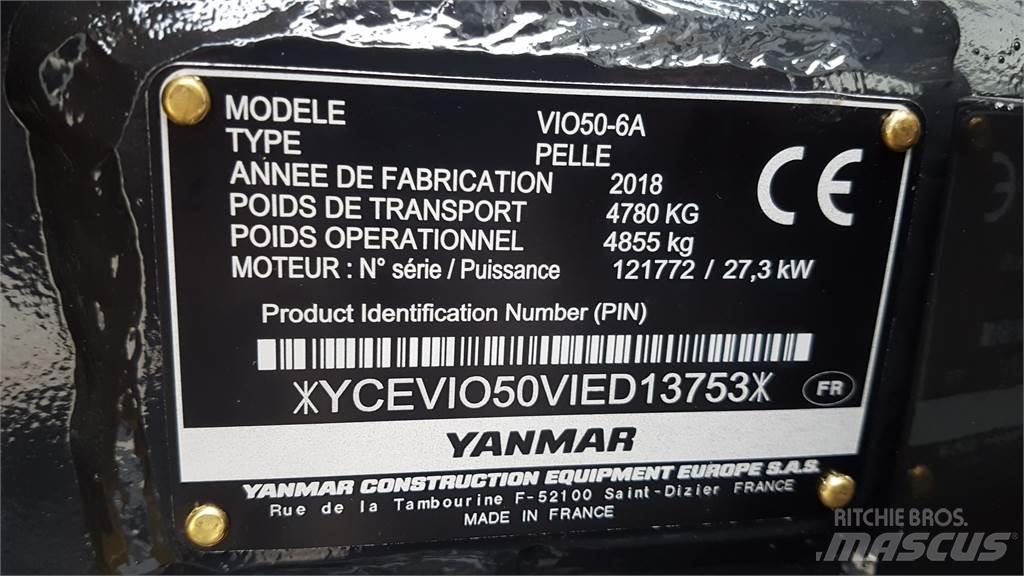 MODELE VIO50-6A
TYPE PELLE
ANNEE DE FABRICATION 2018
POIDS DE TRANSPORT 4780 KG
POIDS OPERATIONNEL 4855 kg
MOTEUR : N° série / Puissance 121772 / 27,3 kW
CE
Product Identification Number (PIN)
YCEVIO50VIED13753
FR
YANMAR
YANMAR CONSTRUCTION EQUIPMENT EUROPE S.A.S.
Rue de la Tambourine F-52100 Saint-Dizier FRANCE
MADE IN FRANCE
RITCHIE BROS.
MASCUS